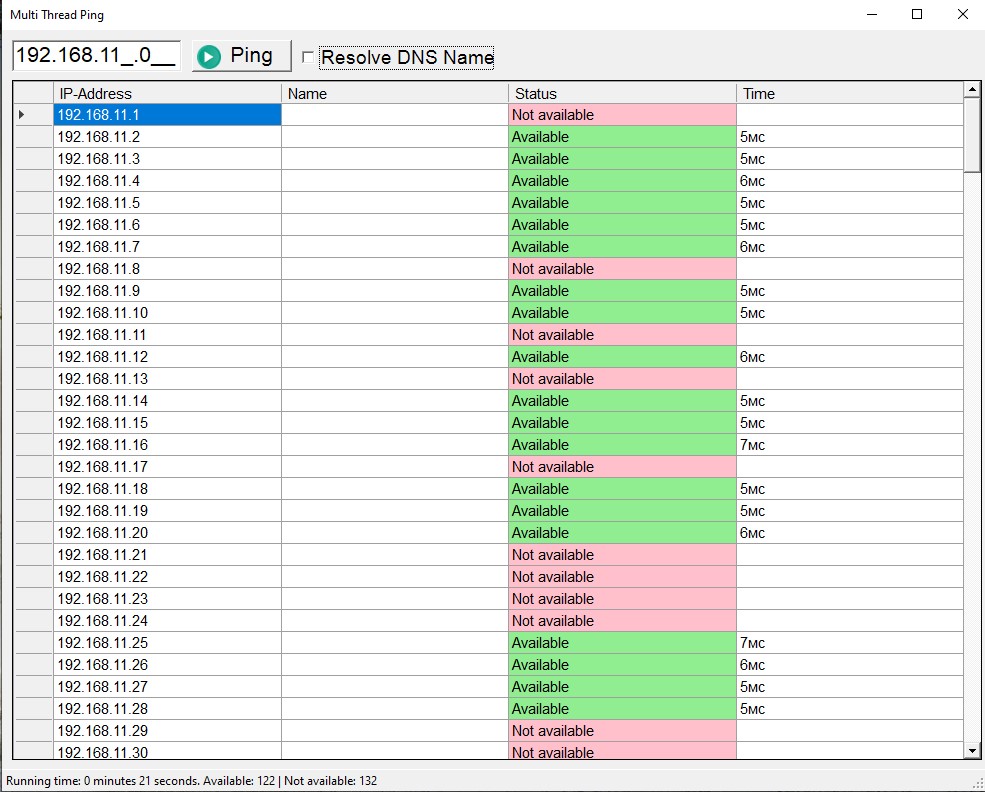 Multi Thread Ping
192.168.11_.0__ Ping Resolve DNS Name
IP-Address Name Status Time
192.168.11.1 Not available
192.168.11.2 Available 5мс
192.168.11.3 Available 5мс
192.168.11.4 Available 6мс
192.168.11.5 Available 5мс
192.168.11.6 Available 5мс
192.168.11.7 Available 6мс
192.168.11.8 Not available
192.168.11.9 Available 5мс
192.168.11.10 Available 5мс
192.168.11.11 Not available
192.168.11.12 Available 6мс
192.168.11.13 Not available
192.168.11.14 Available 5мс
192.168.11.15 Available 5мс
192.168.11.16 Available 7мс
192.168.11.17 Not available
192.168.11.18 Available 5мс
192.168.11.19 Available 5мс
192.168.11.20 Available 6мс
192.168.11.21 Not available
192.168.11.22 Not available
192.168.11.23 Not available
192.168.11.24 Not available
192.168.11.25 Available 7мс
192.168.11.26 Available 6мс
192.168.11.27 Available 5мс
192.168.11.28 Available 5мс
192.168.11.29 Not available
192.168.11.30 Not available
Running time: 0 minutes 21 seconds. Available: 122 | Not available: 132